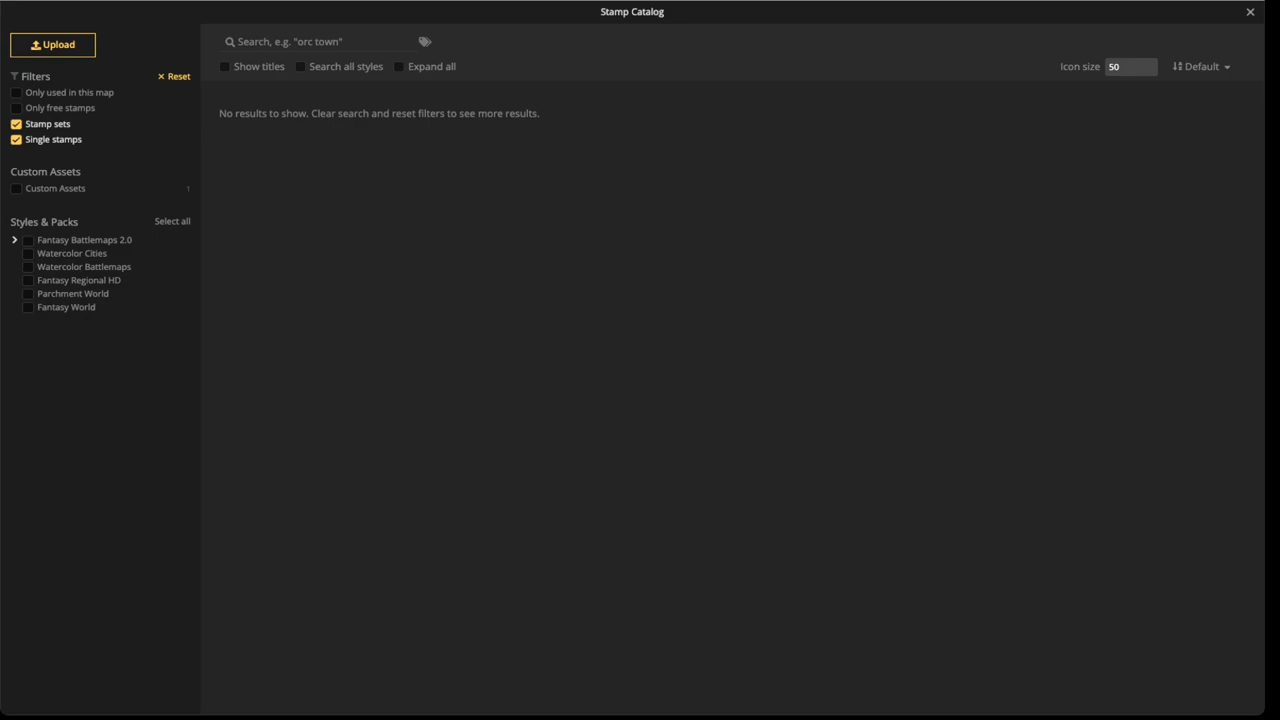 Stamp Catalog
Upload
Search, e.g. "orc town"
Show titles Search all styles Expand all
Icon size 50 Default
Filters Reset
Only used in this map
Only free stamps
Stamp sets
Single stamps
No results to show. Clear search and reset filters to see more results.
Custom Assets
Custom Assets 1
Styles & Packs Select all
Fantasy Battlemaps 2.0
Watercolor Cities
Watercolor Battlemaps
Fantasy Regional HD
Parchment World
Fantasy World